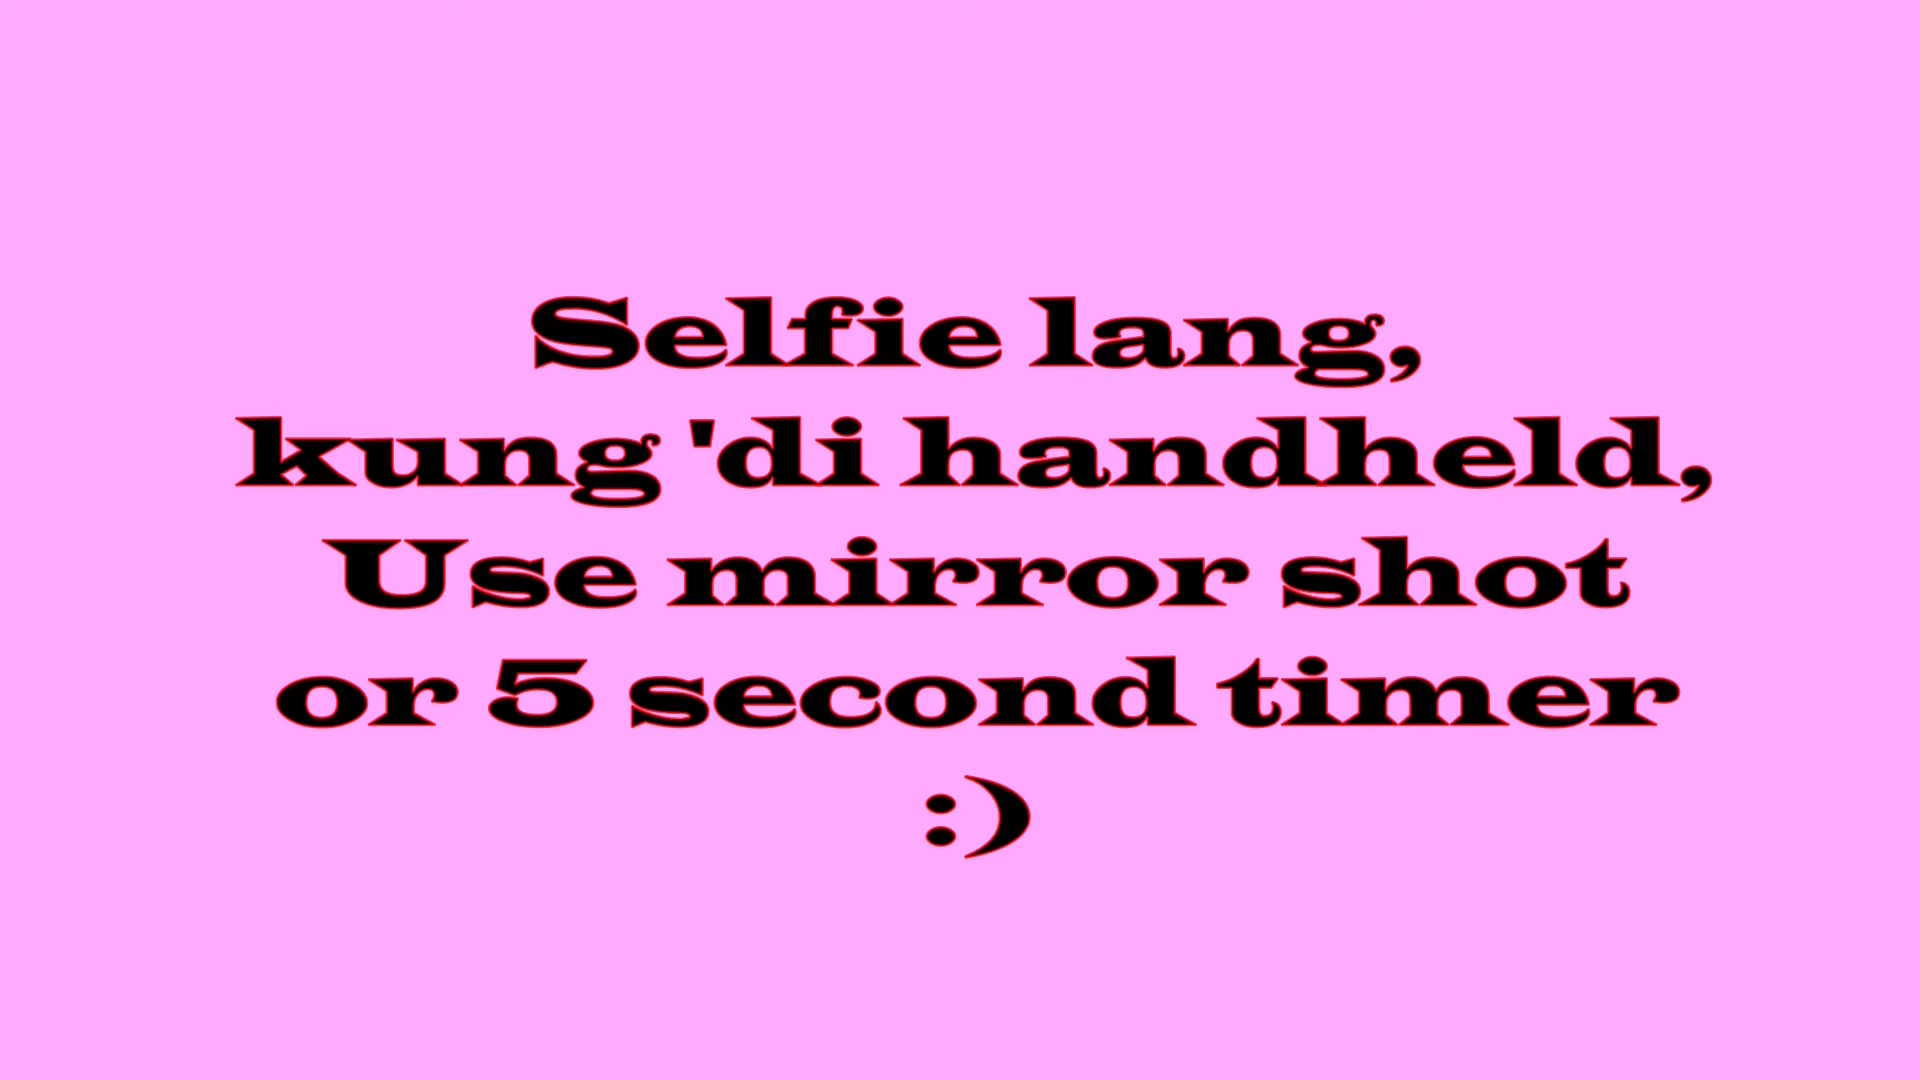 Selfie lang,
kung 'di handheld,
Use mirror shot
or 5 second timer
:)